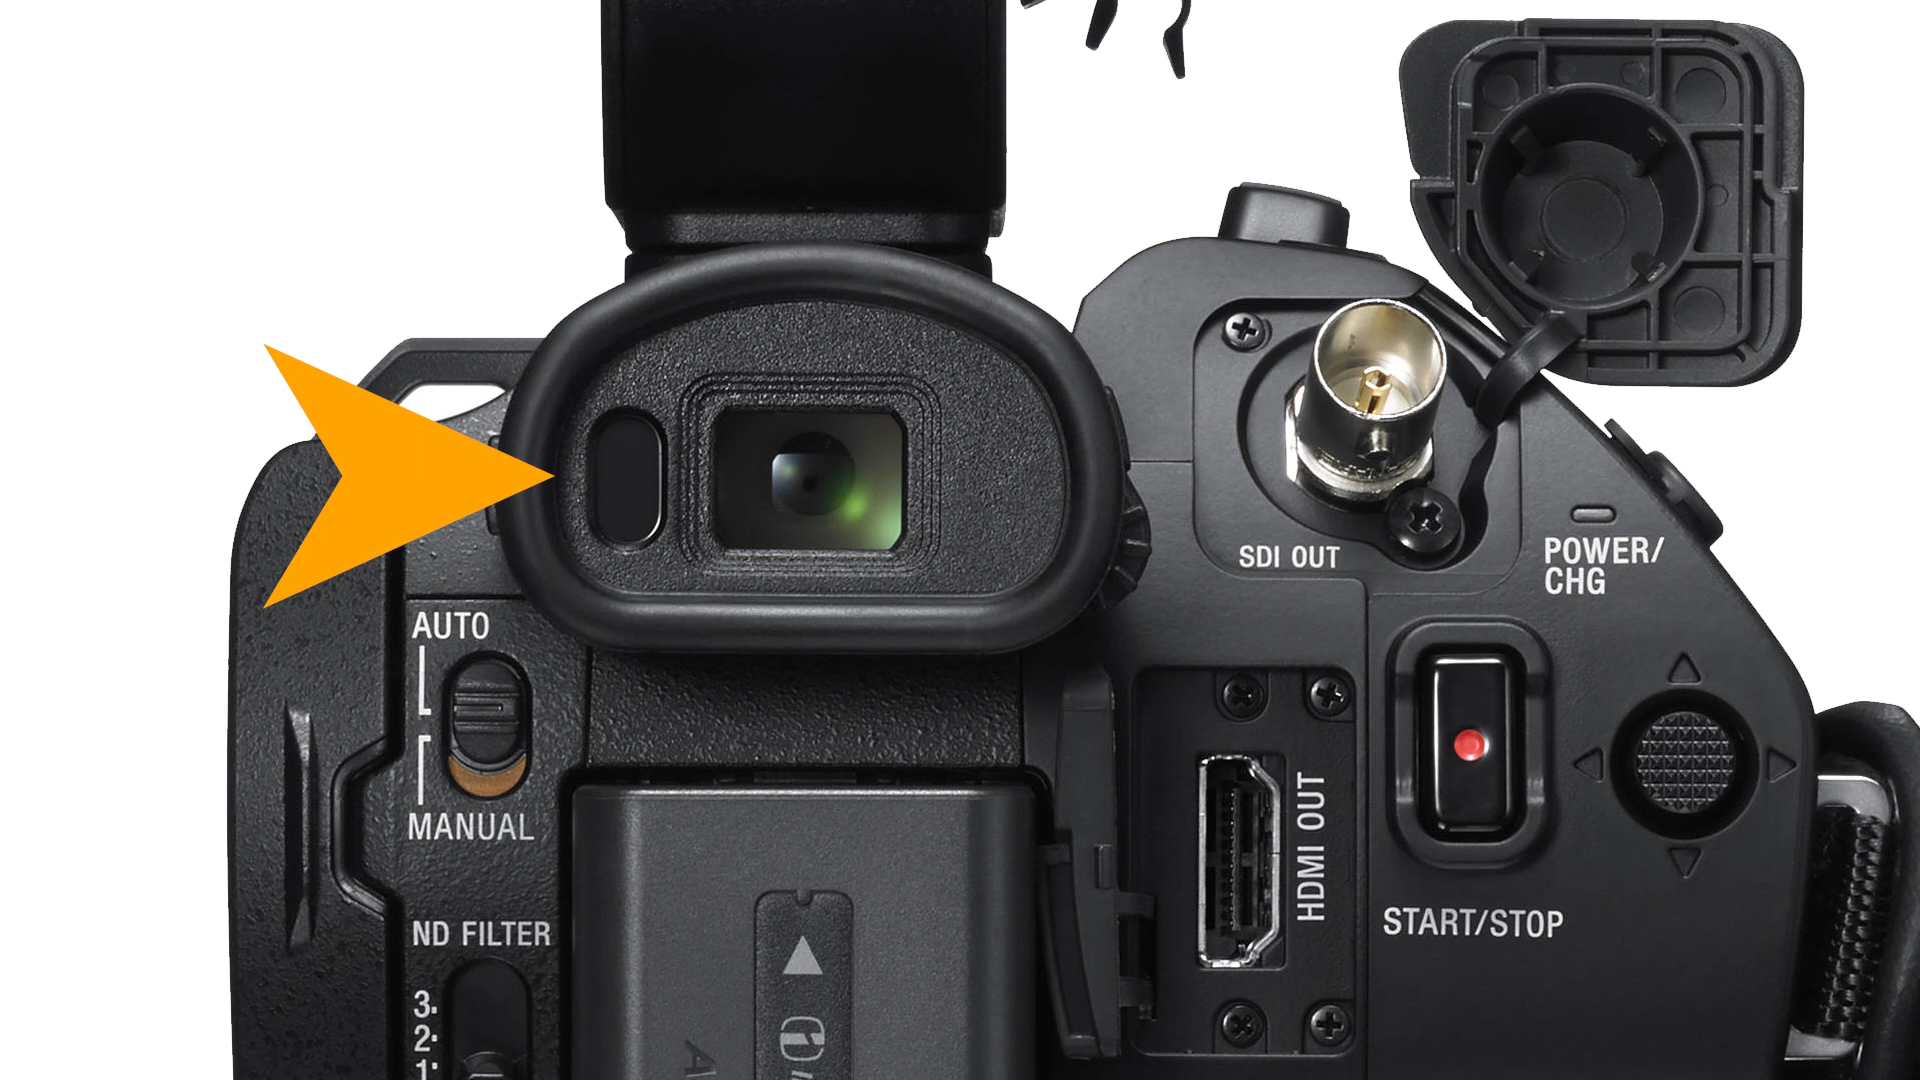 SDI OUT
POWER/
CHG
AUTO
MANUAL
HDMI OUT
ND FILTER
START/STOP
3
2
1